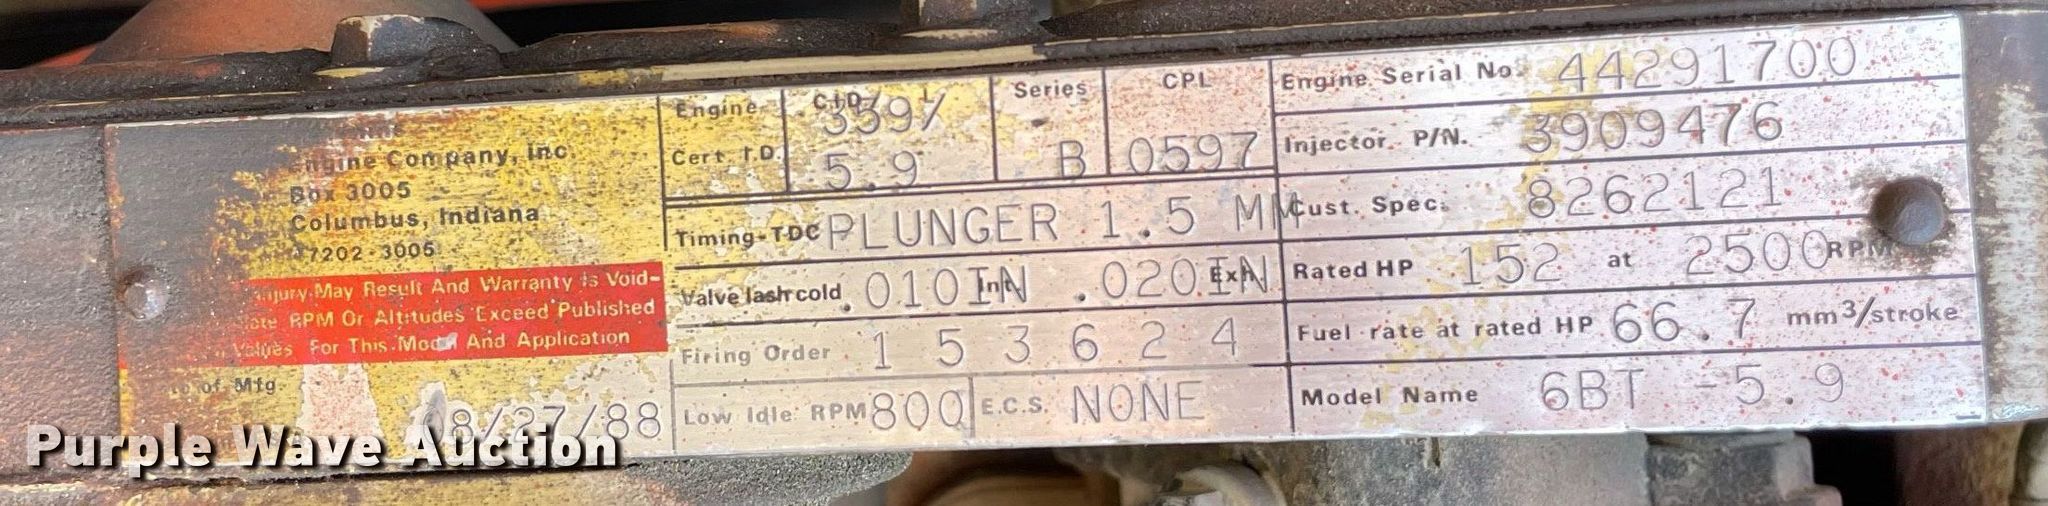 Engine Company, Inc.
Box 3005
Columbus, Indiana
47202-3005
Injury May Result And Warranty Is Void-
RPM Or Altitudes Exceed Published
Values For This Model And Application
of Mfg.
08/27/88
Engine
Cert I.D.
C.I.D/ L
359/
5.9
Series
B
CPL
0597
Timing-TDC PLUNGER 1.5 MM
Valve lash cold .010IN Int. .020IN Exh
Firing Order 1 5 3 6 2 4
Low Idle RPM 800 E.C.S. NONE
Engine Serial No. 44291700
Injector P/N. 3909476
Cust. Spec. 8262121
Rated HP 152 at 2500 RPM
Fuel rate at rated HP 66.7 mm3/stroke
Model Name 6BT -5.9
Purple Wave Auction